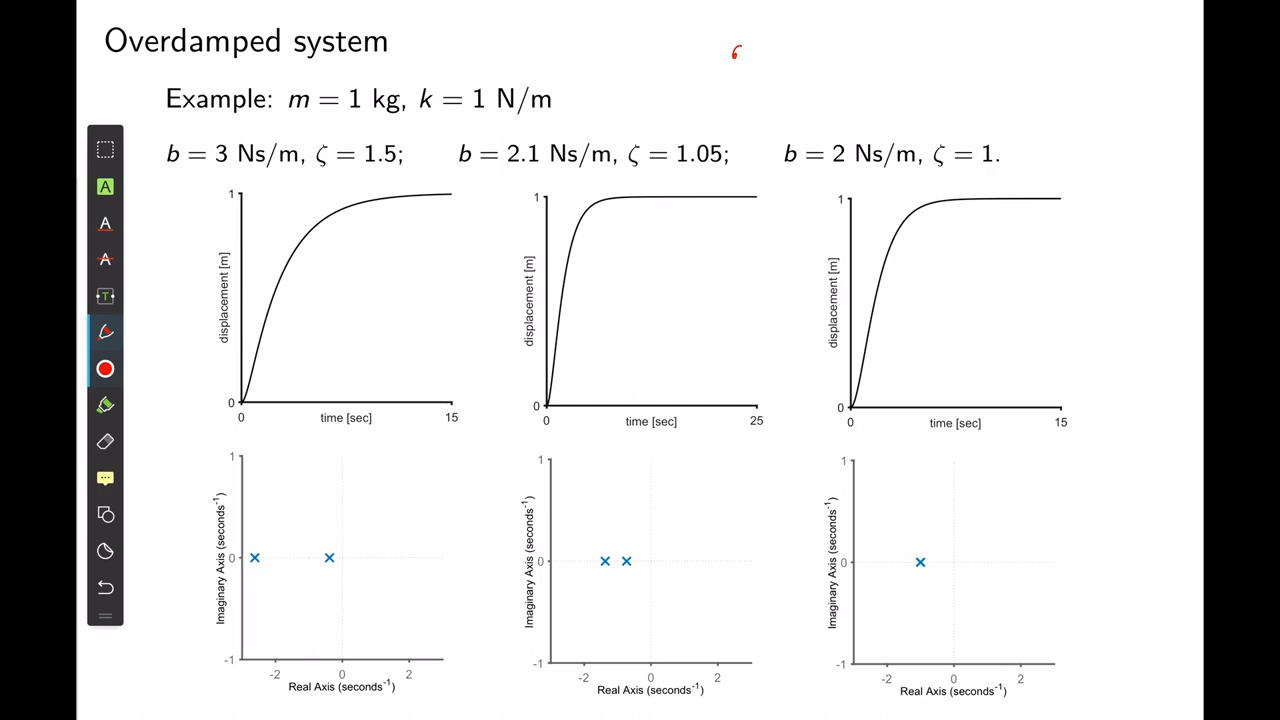 Overdamped system
Example: m = 1 kg, k = 1 N/m
b = 3 Ns/m, ζ = 1.5;
b = 2.1 Ns/m, ζ = 1.05;
b = 2 Ns/m, ζ = 1.
A
A
A
T
1
displacement [m]
0
0
time [sec]
15
1
displacement [m]
0
0
time [sec]
25
1
displacement [m]
0
0
time [sec]
15
1
Imaginary Axis (seconds⁻¹)
0
-1
-2 0 2
Real Axis (seconds⁻¹)
1
Imaginary Axis (seconds⁻¹)
0
-1
-2 0 2
Real Axis (seconds⁻¹)
1
Imaginary Axis (seconds⁻¹)
0
-1
-2 0 2
Real Axis (seconds⁻¹)